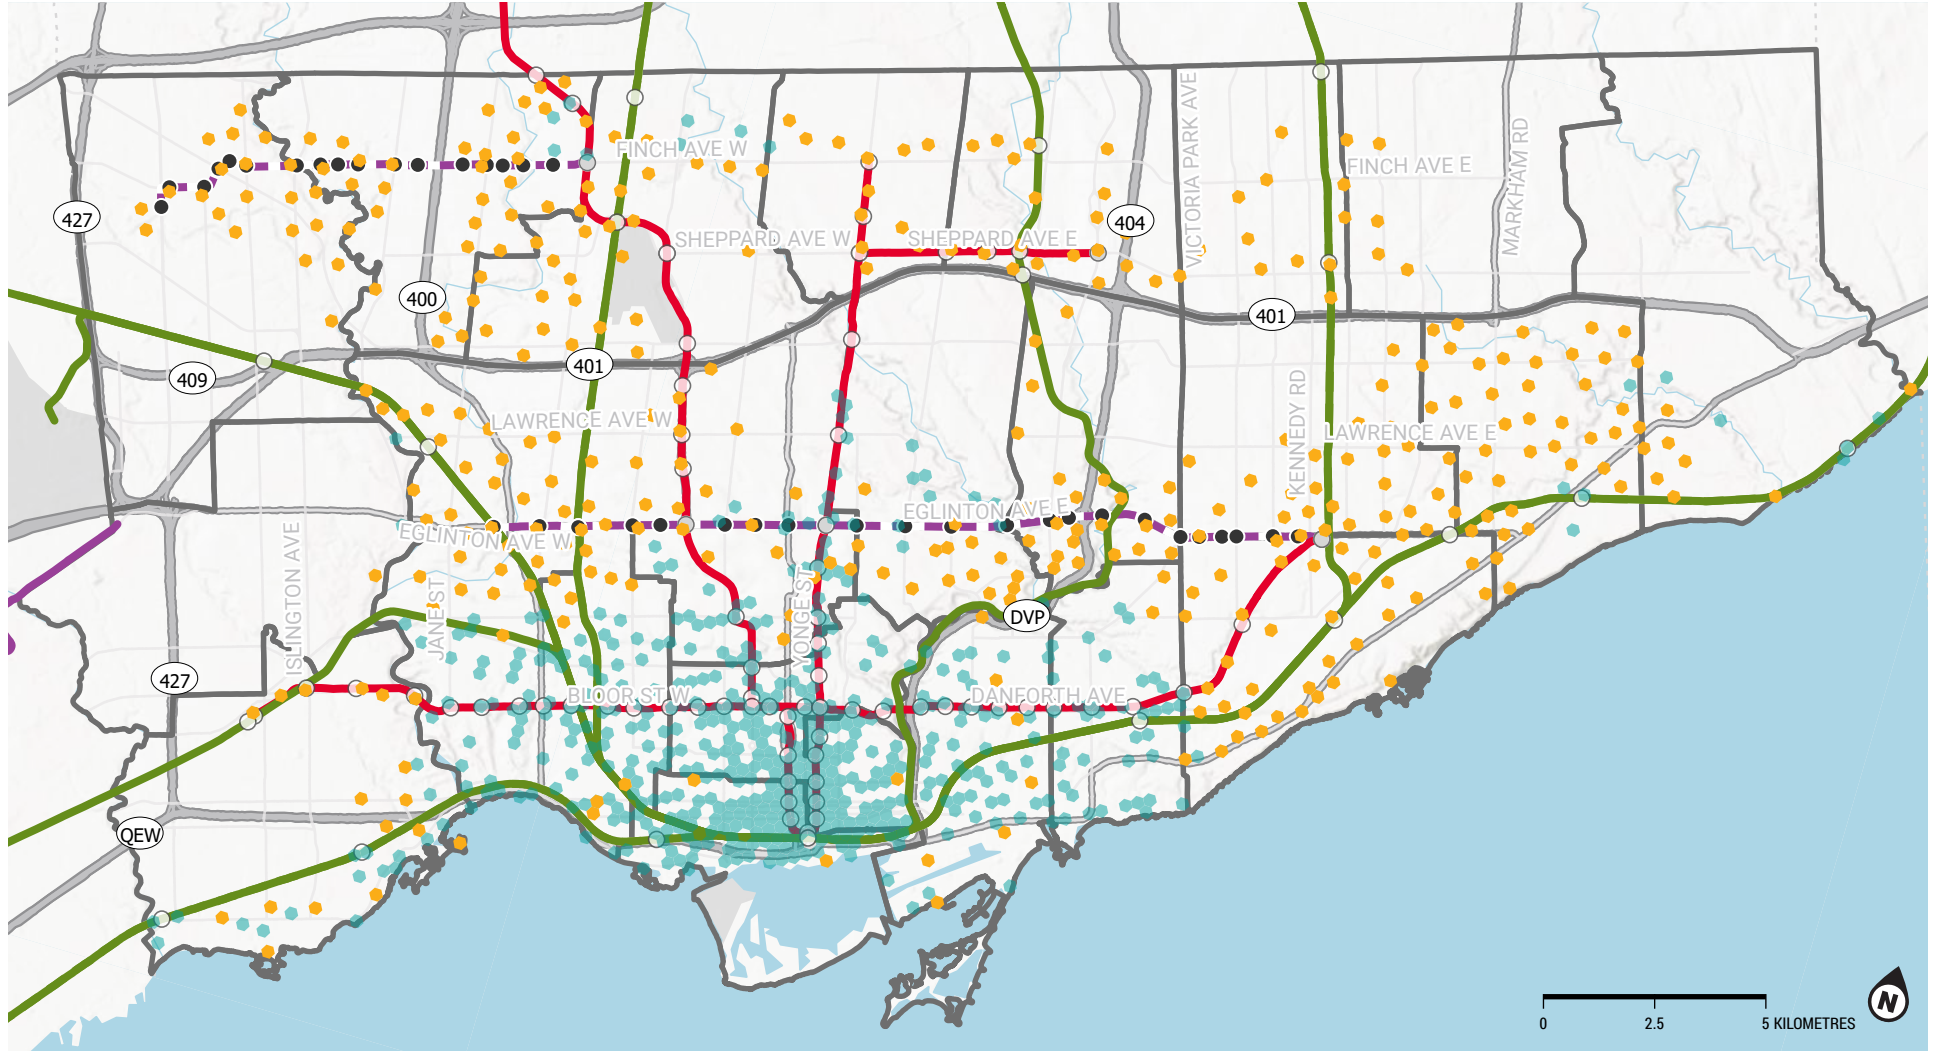 FINCH AVE W
FINCH AVE E
VICTORIA PARK AVE
MARKHAM RD
427
404
SHEPPARD AVE W
SHEPPARD AVE E
400
401
401
409
KENNEDY RD
LAWRENCE AVE W
LAWRENCE AVE E
EGLINTON AVE E
EGLINTON AVE W
ISLINGTON AVE
JANE ST
YONGE ST
DVP
427
BLOOR ST W
DANFORTH AVE
QEW
N
0
2.5
5 KILOMETRES